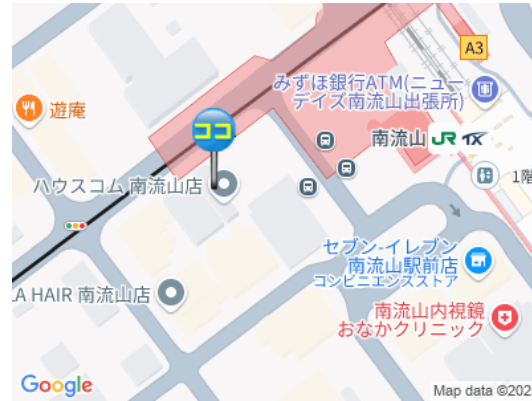 A3
みずほ銀行ATM(ニュー
デイズ南流山出張所)
遊庵
ココ
南流山 JR TX
1階
ハウスコム 南流山店
セブン-イレブン
南流山駅前店
コンビニエンスストア
LA HAIR 南流山店
南流山内視鏡
おなかクリニック
Google
Map data ©202